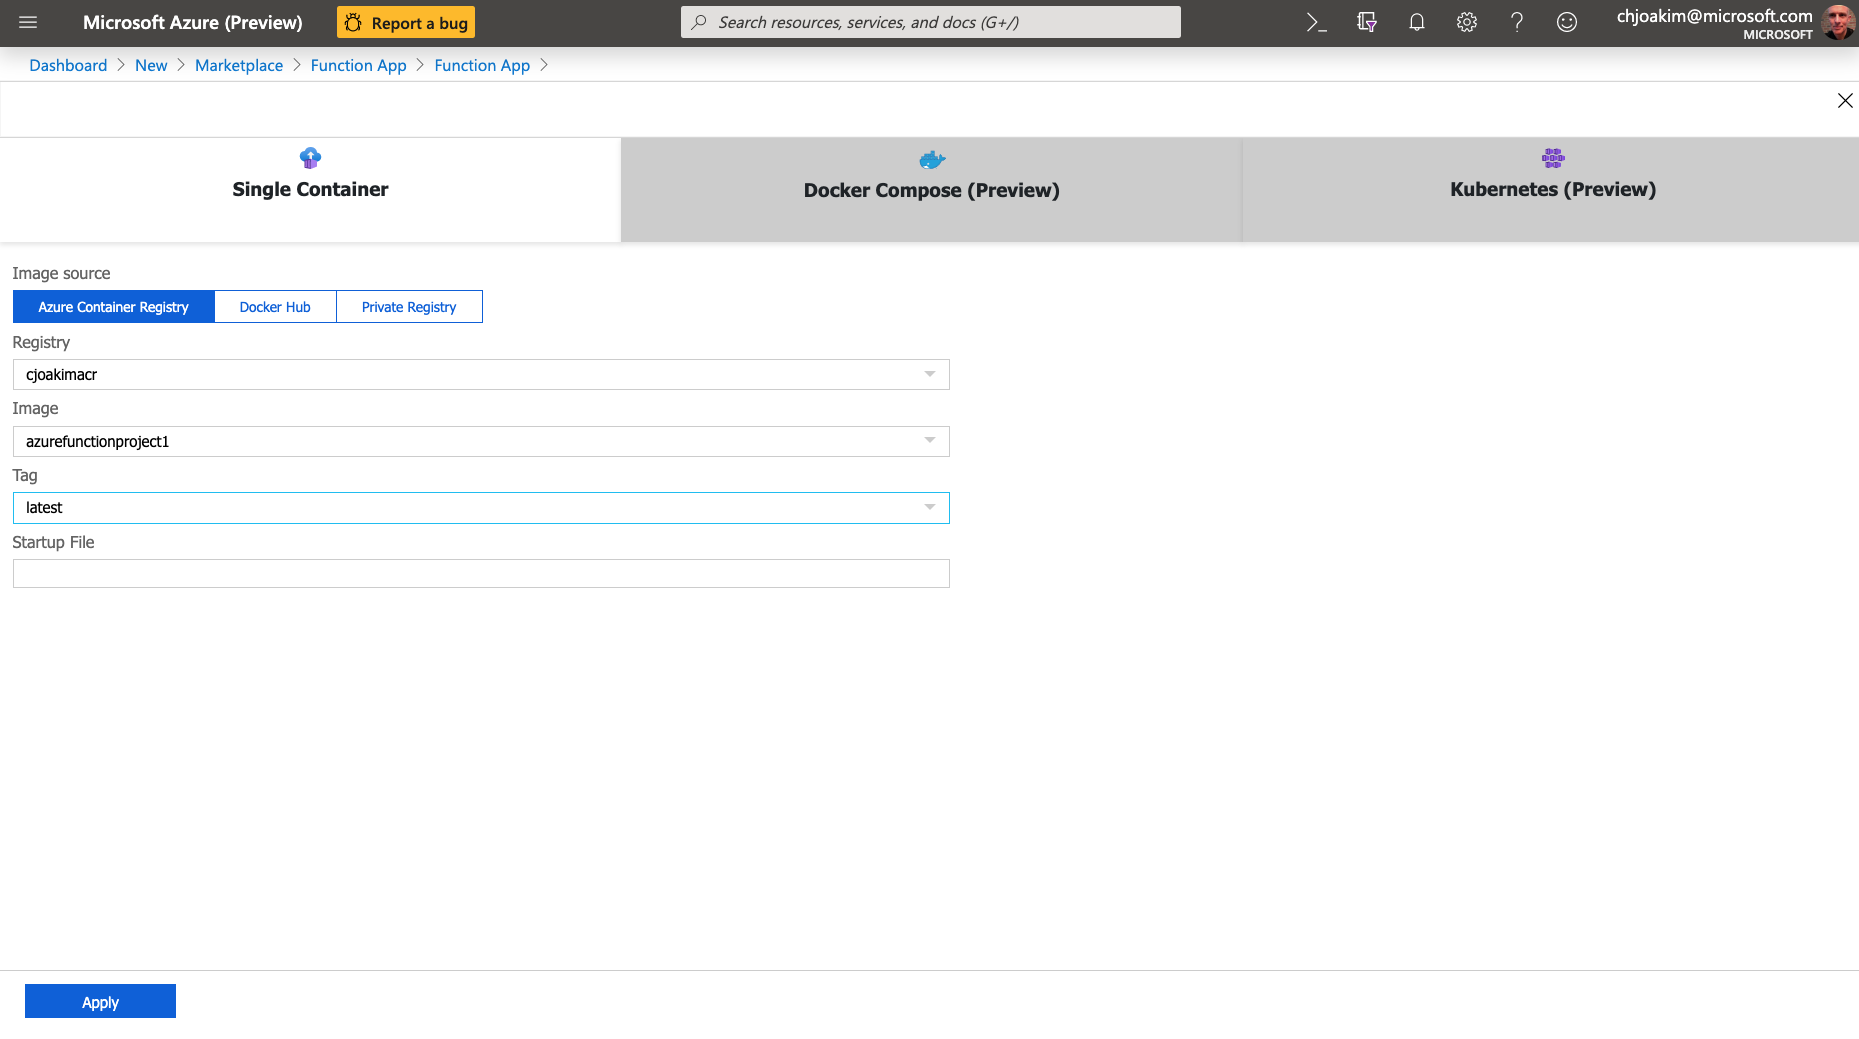 Microsoft Azure (Preview)
Report a bug
Search resources, services, and docs (G+/)
chjoakim@microsoft.com
MICROSOFT
Dashboard > New > Marketplace > Function App > Function App >
Single Container
Docker Compose (Preview)
Kubernetes (Preview)
Image source
Azure Container Registry
Docker Hub
Private Registry
Registry
cjoakimacr
Image
azurefunctionproject1
Tag
latest
Startup File
Apply